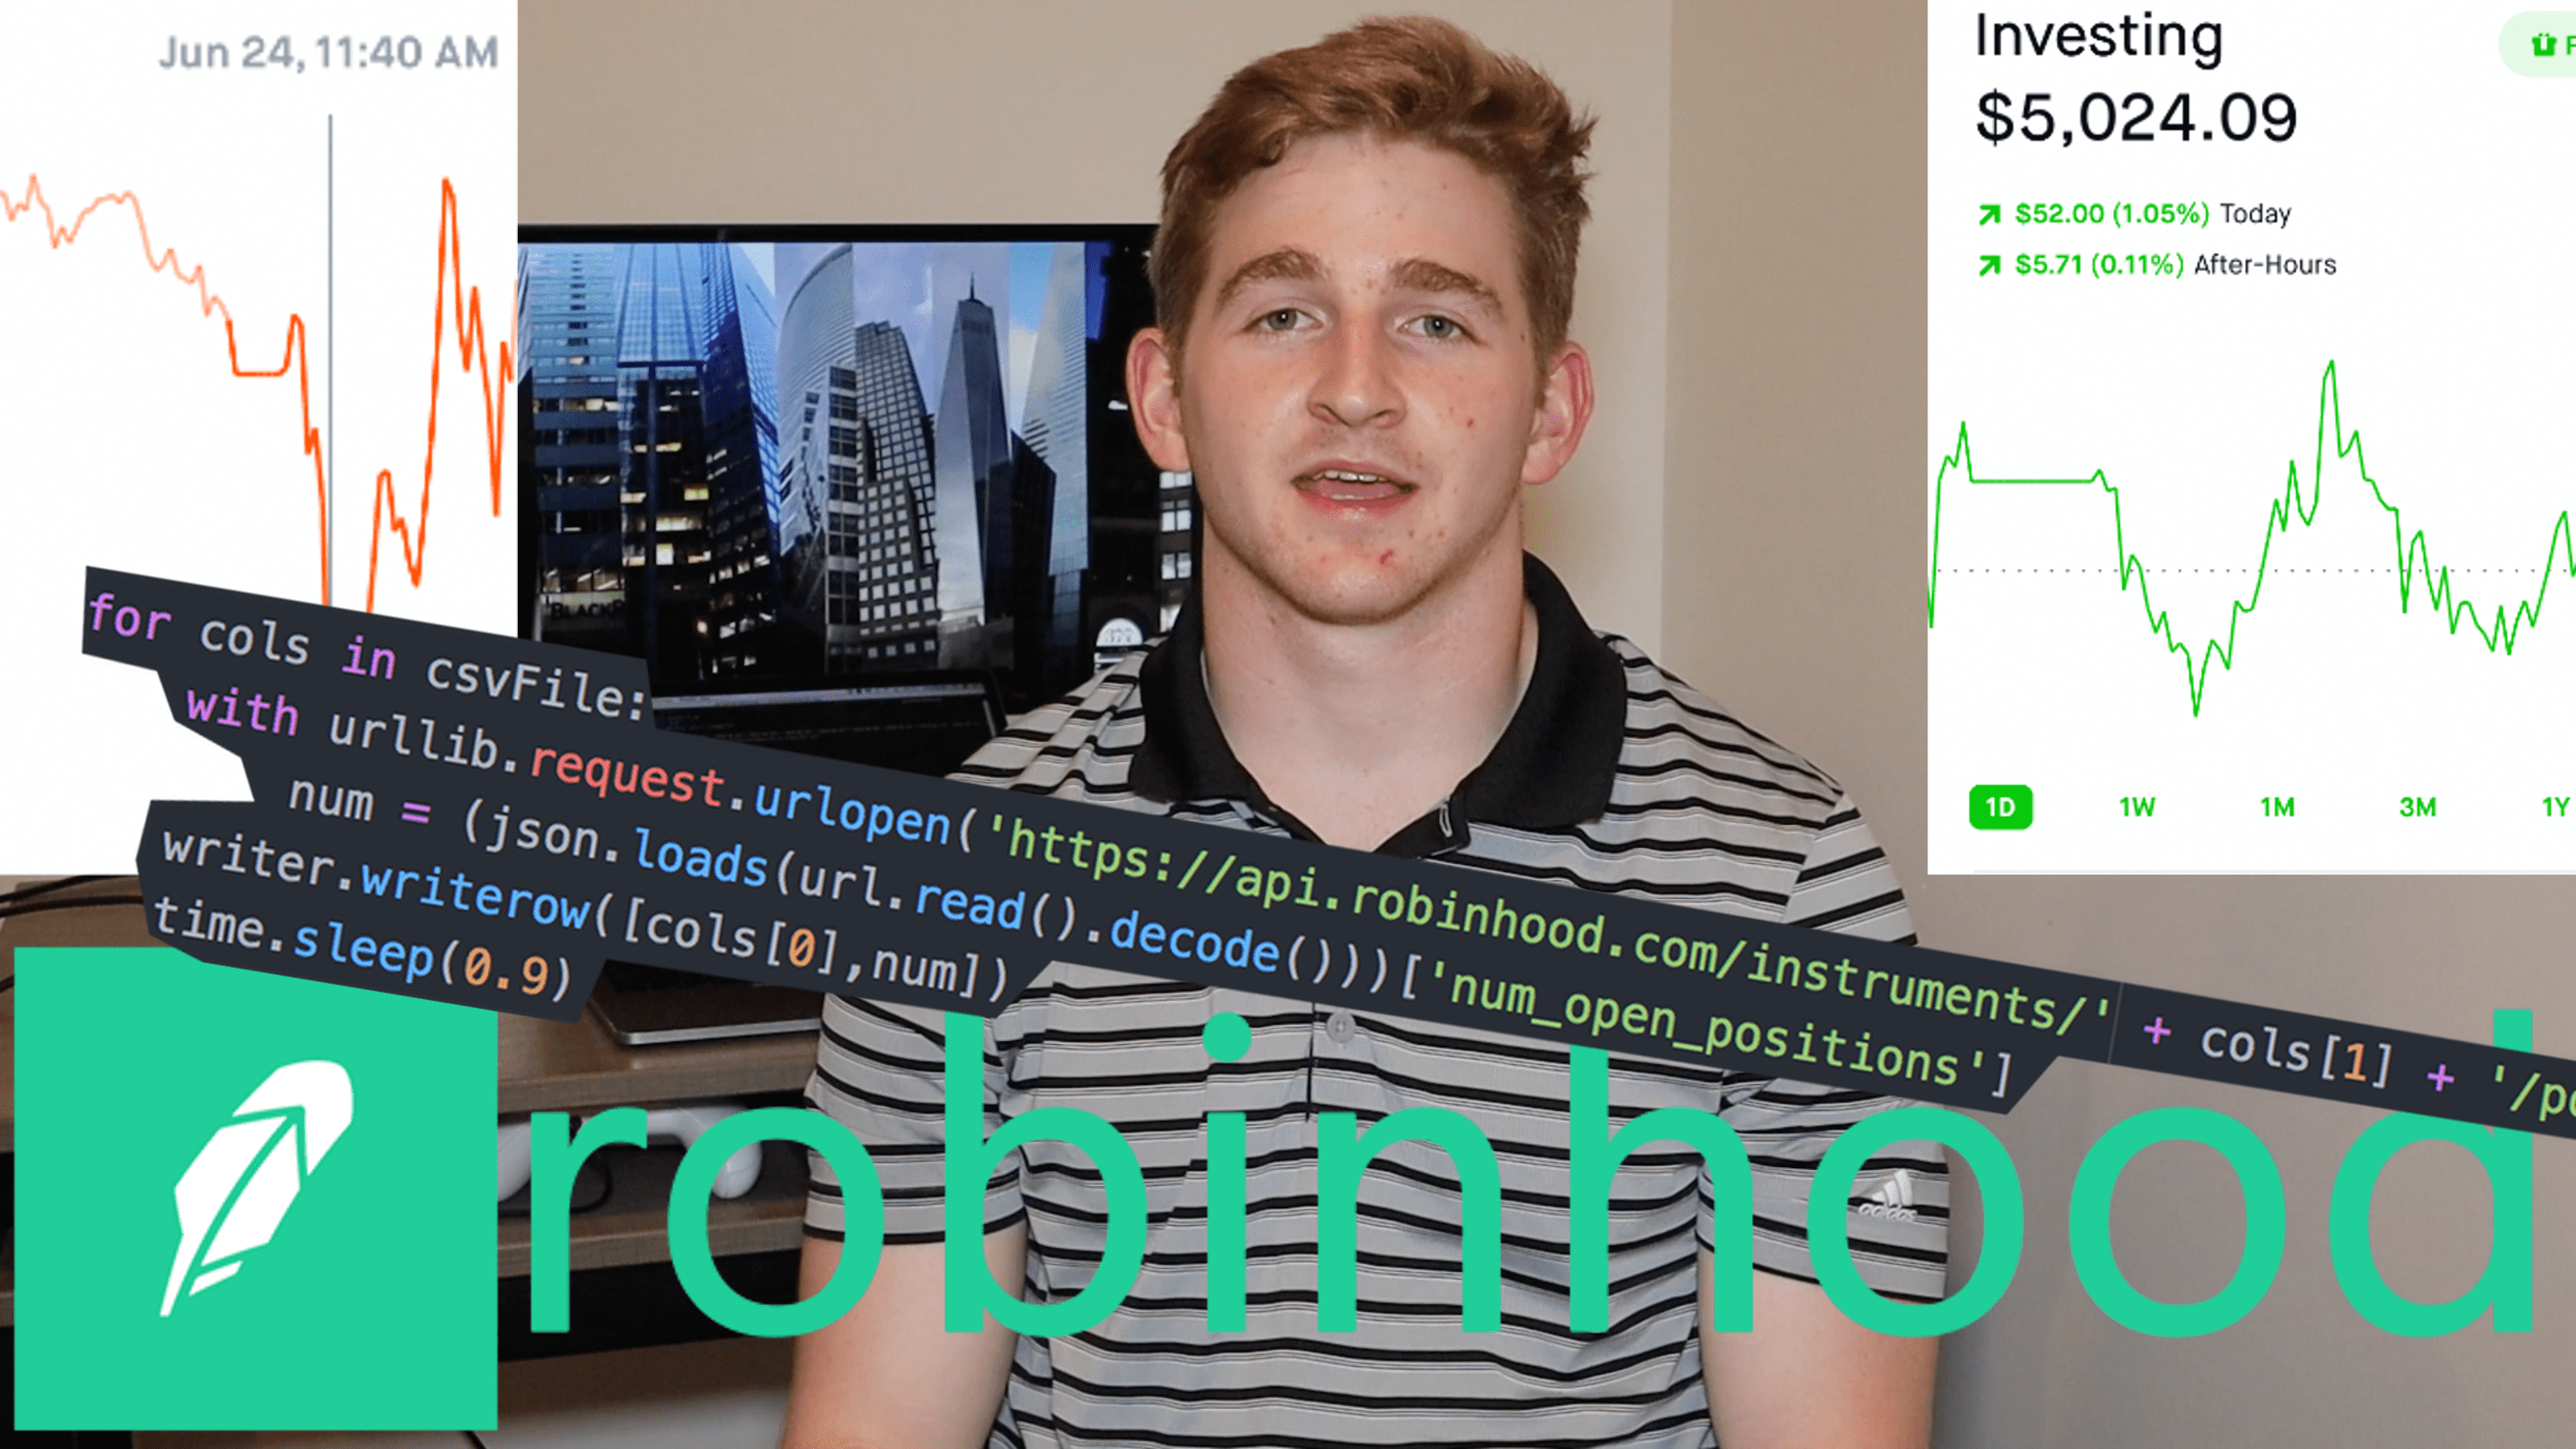 Jun 24, 11:40 AM
Investing
$5,024.09
$52.00 (1.05%) Today
$5.71 (0.11%) After-Hours
1D 1W 1M 3M 1Y
for cols in csvFile:
with urllib.request.urlopen('https://api.robinhood.com/instruments/' + cols[1] + '/po
num = (json.loads(url.read().decode()))['num_open_positions']
writer.writerow([cols[0],num])
time.sleep(0.9)
robinhood
adidas